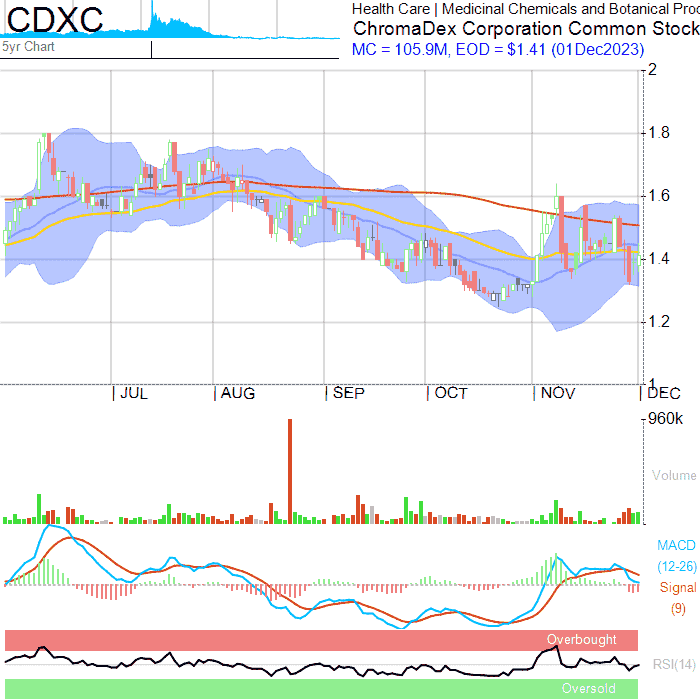 CDXC
5yr Chart
Health Care | Medicinal Chemicals and Botanical Proc
ChromaDex Corporation Common Stock
MC = 105.9M, EOD = $1.41 (01Dec2023)
2
1.8
1.6
1.4
1.2
1
JUL AUG SEP OCT NOV DEC
960k
Volume
MACD
(12-26)
Signal
(9)
Overbought
RSI(14)
Oversold